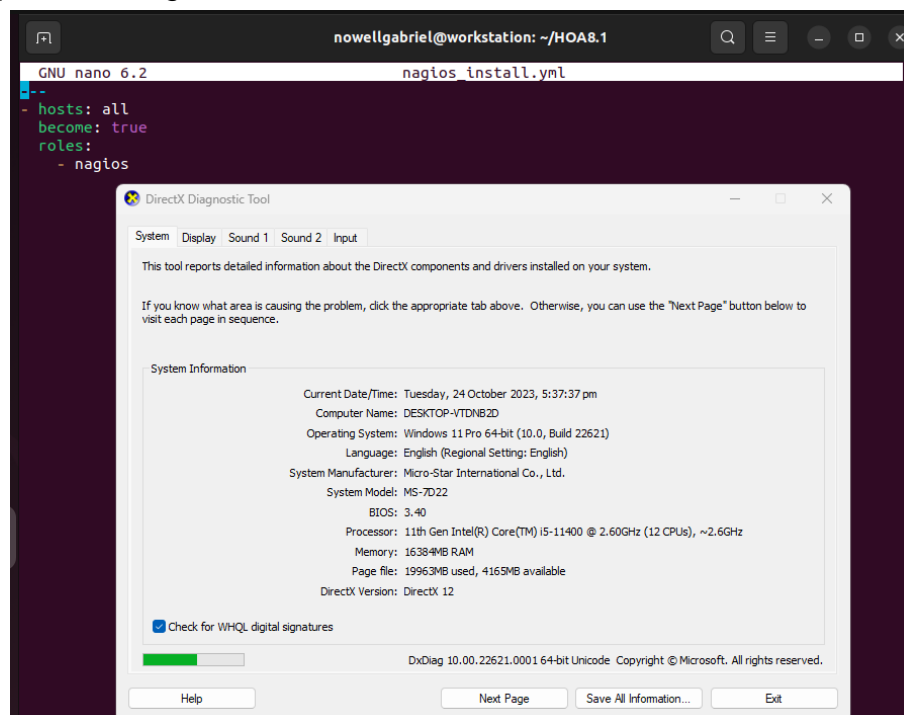 nowellgabriel@workstation: ~/HOA8.1
GNU nano 6.2 nagios_install.yml
---
- hosts: all
become: true
roles:
- nagios
DirectX Diagnostic Tool
System Display Sound 1 Sound 2 Input
This tool reports detailed information about the DirectX components and drivers installed on your system.
If you know what area is causing the problem, click the appropriate tab above. Otherwise, you can use the "Next Page" button below to
visit each page in sequence.
System Information
Current Date/Time: Tuesday, 24 October 2023, 5:37:37 pm
Computer Name: DESKTOP-VTDNB2D
Operating System: Windows 11 Pro 64-bit (10.0, Build 22621)
Language: English (Regional Setting: English)
System Manufacturer: Micro-Star International Co., Ltd.
System Model: MS-7D22
BIOS: 3.40
Processor: 11th Gen Intel(R) Core(TM) i5-11400 @ 2.60GHz (12 CPUs), ~2.6GHz
Memory: 16384MB RAM
Page file: 19963MB used, 4165MB available
DirectX Version: DirectX 12
Check for WHQL digital signatures
DxDiag 10.00.22621.0001 64-bit Unicode Copyright © Microsoft. All rights reserved.
Help Next Page Save All Information... Exit